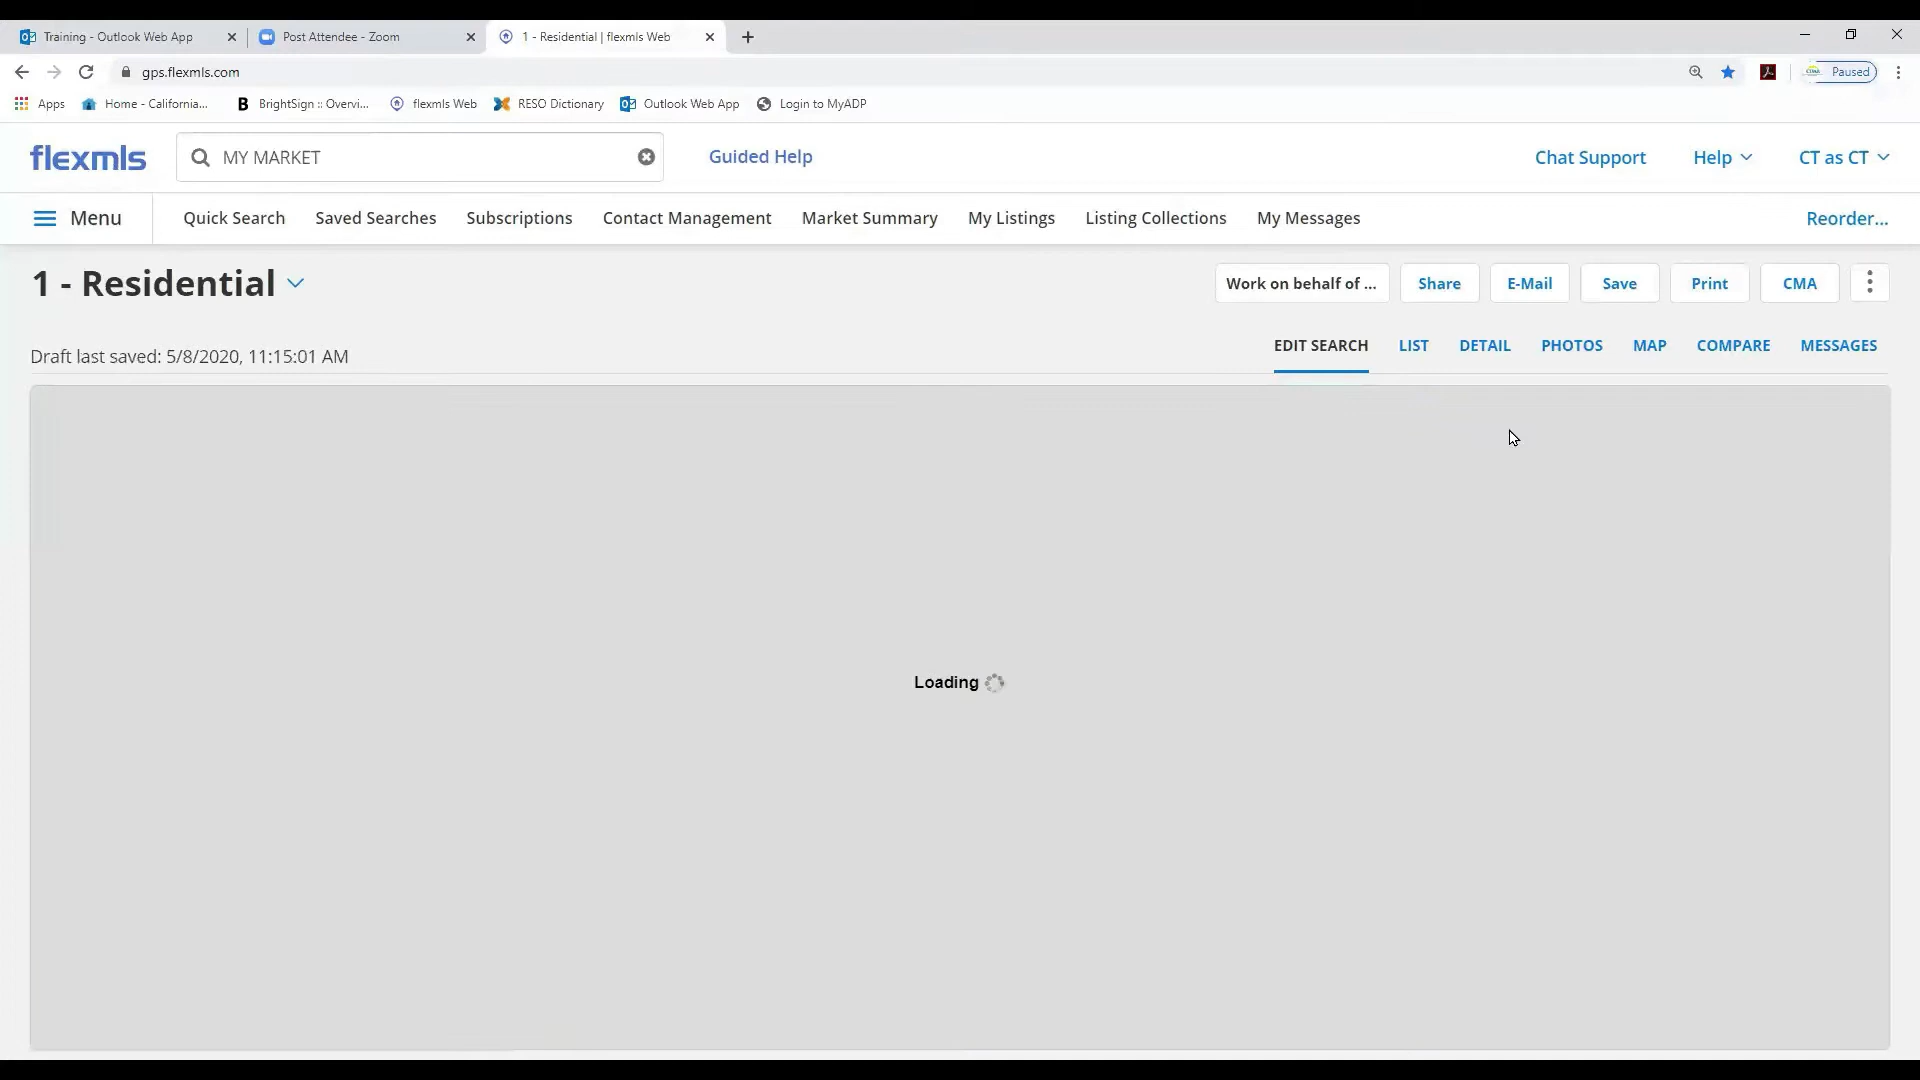 Training - Outlook Web App
Post Attendee - Zoom
1 - Residential | flexmls Web
gps.flexmls.com
Paused
Apps
Home - California...
BrightSign :: Overvi...
flexmls Web
RESO Dictionary
Outlook Web App
Login to MyADP
flexmls
MY MARKET
Guided Help
Chat Support
Help
CT as CT
Menu
Quick Search
Saved Searches
Subscriptions
Contact Management
Market Summary
My Listings
Listing Collections
My Messages
Reorder...
1 - Residential
Work on behalf of ...
Share
E-Mail
Save
Print
CMA
Draft last saved: 5/8/2020, 11:15:01 AM
EDIT SEARCH
LIST
DETAIL
PHOTOS
MAP
COMPARE
MESSAGES
Loading